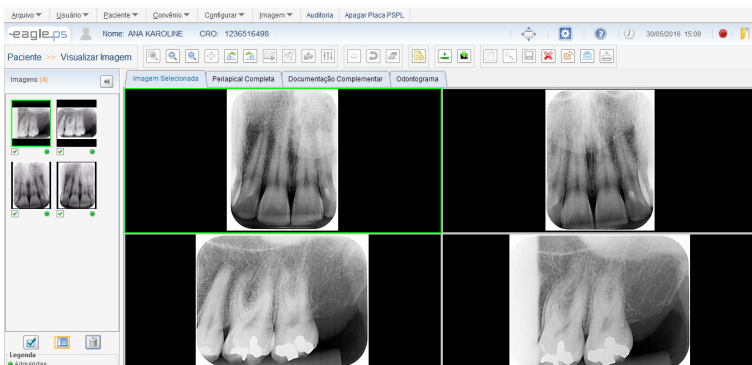 Arquivo Usuário Paciente Convênio Configurar Imagem Auditoria Apagar Placa PSPL
eagle.ps Nome: ANA KAROLINE CRO: 1236516498 30/05/2016 15:09
Paciente >> Visualizar Imagem
Imagens (4)
Imagem Selecionada Periapical Completa Documentação Complementar Odontograma
Legenda
Adquiridas